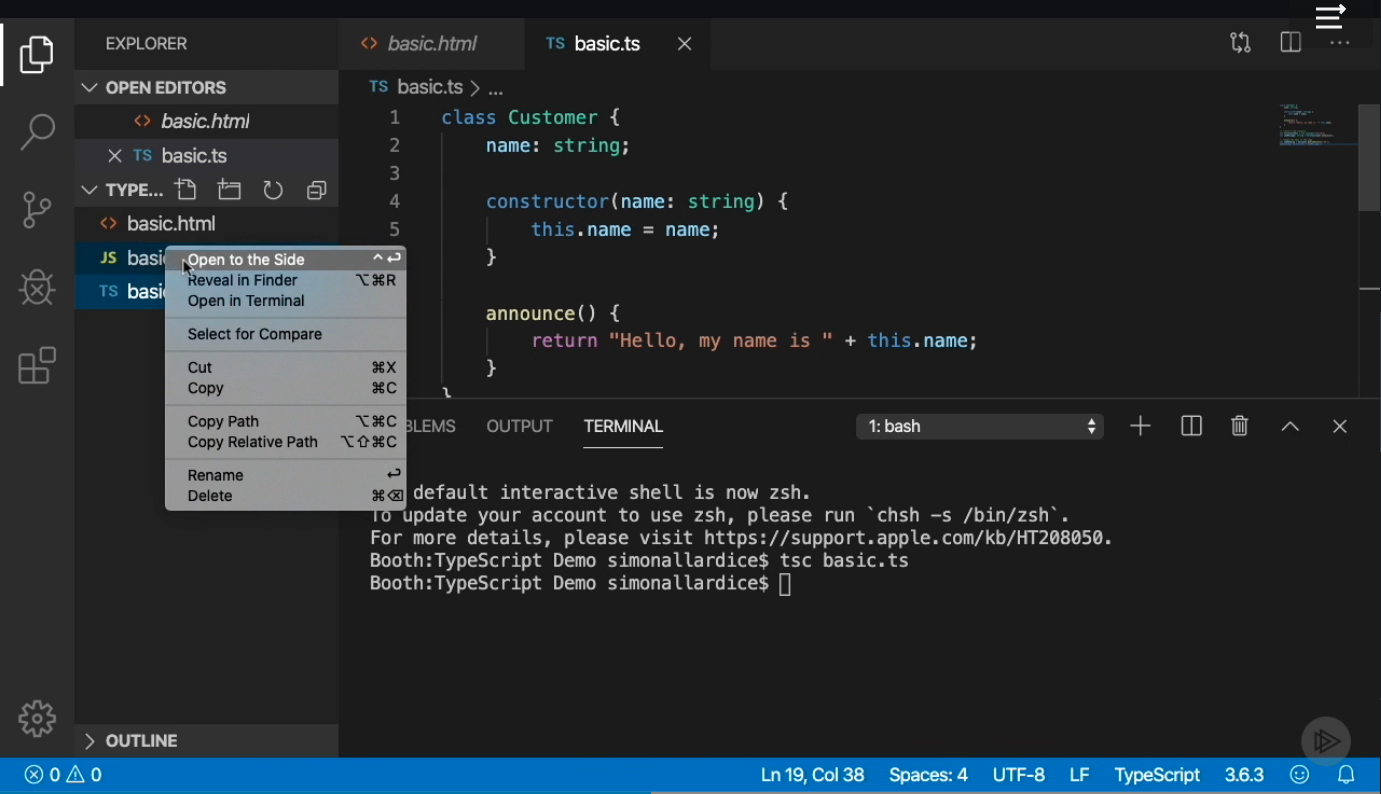 EXPLORER
OPEN EDITORS
<> basic.html
TS basic.ts
TYPE...
<> basic.html
JS basi
TS basi
OUTLINE
Open to the Side ^⏎
Reveal in Finder ⌥⌘R
Open in Terminal
Select for Compare
Cut ⌘X
Copy ⌘C
Copy Path ⌥⌘C
Copy Relative Path ⌥⇧⌘C
Rename ⏎
Delete ⌘⌫
<> basic.html TS basic.ts
TS basic.ts > ...
1 class Customer {
2 name: string;
3
4 constructor(name: string) {
5 this.name = name;
}
announce() {
return "Hello, my name is " + this.name;
}
}
BLEMS OUTPUT TERMINAL 1: bash
default interactive shell is now zsh.
To update your account to use zsh, please run `chsh -s /bin/zsh`.
For more details, please visit https://support.apple.com/kb/HT208050.
Booth:TypeScript Demo simonallardice$ tsc basic.ts
Booth:TypeScript Demo simonallardice$
0 0 Ln 19, Col 38 Spaces: 4 UTF-8 LF TypeScript 3.6.3